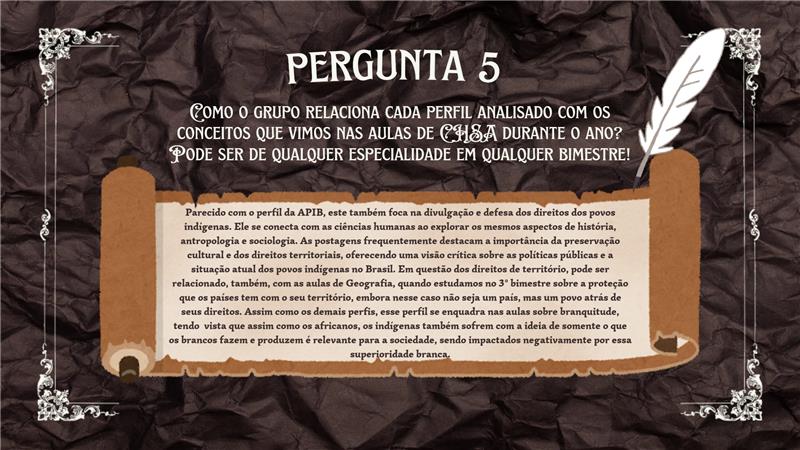 PERGUNTA 5
COMO O GRUPO RELACIONA CADA PERFIL ANALISADO COM OS
CONCEITOS QUE VIMOS NAS AULAS DE CHSA DURANTE O ANO?
PODE SER DE QUALQUER ESPECIALIDADE EM QUALQUER BIMESTRE!
Parecido com o perfil da APIB, este também foca na divulgação e defesa dos direitos dos povos
indígenas. Ele se conecta com as ciências humanas ao explorar os mesmos aspectos de história,
antropologia e sociologia. As postagens frequentemente destacam a importância da preservação
cultural e dos direitos territoriais, oferecendo uma visão crítica sobre as políticas públicas e a
situação atual dos povos indígenas no Brasil. Em questão dos direitos de território, pode ser
relacionado, também, com as aulas de Geografia, quando estudamos no 3° bimestre sobre a proteção
que os países tem com o seu território, embora nesse caso não seja um país, mas um povo atrás de
seus direitos. Assim como os demais perfis, esse perfil se enquadra nas aulas sobre branquitude,
tendo vista que assim como os africanos, os indígenas também sofrem com a ideia de somente o que
os brancos fazem e produzem é relevante para a sociedade, sendo impactados negativamente por essa
superioridade branca.